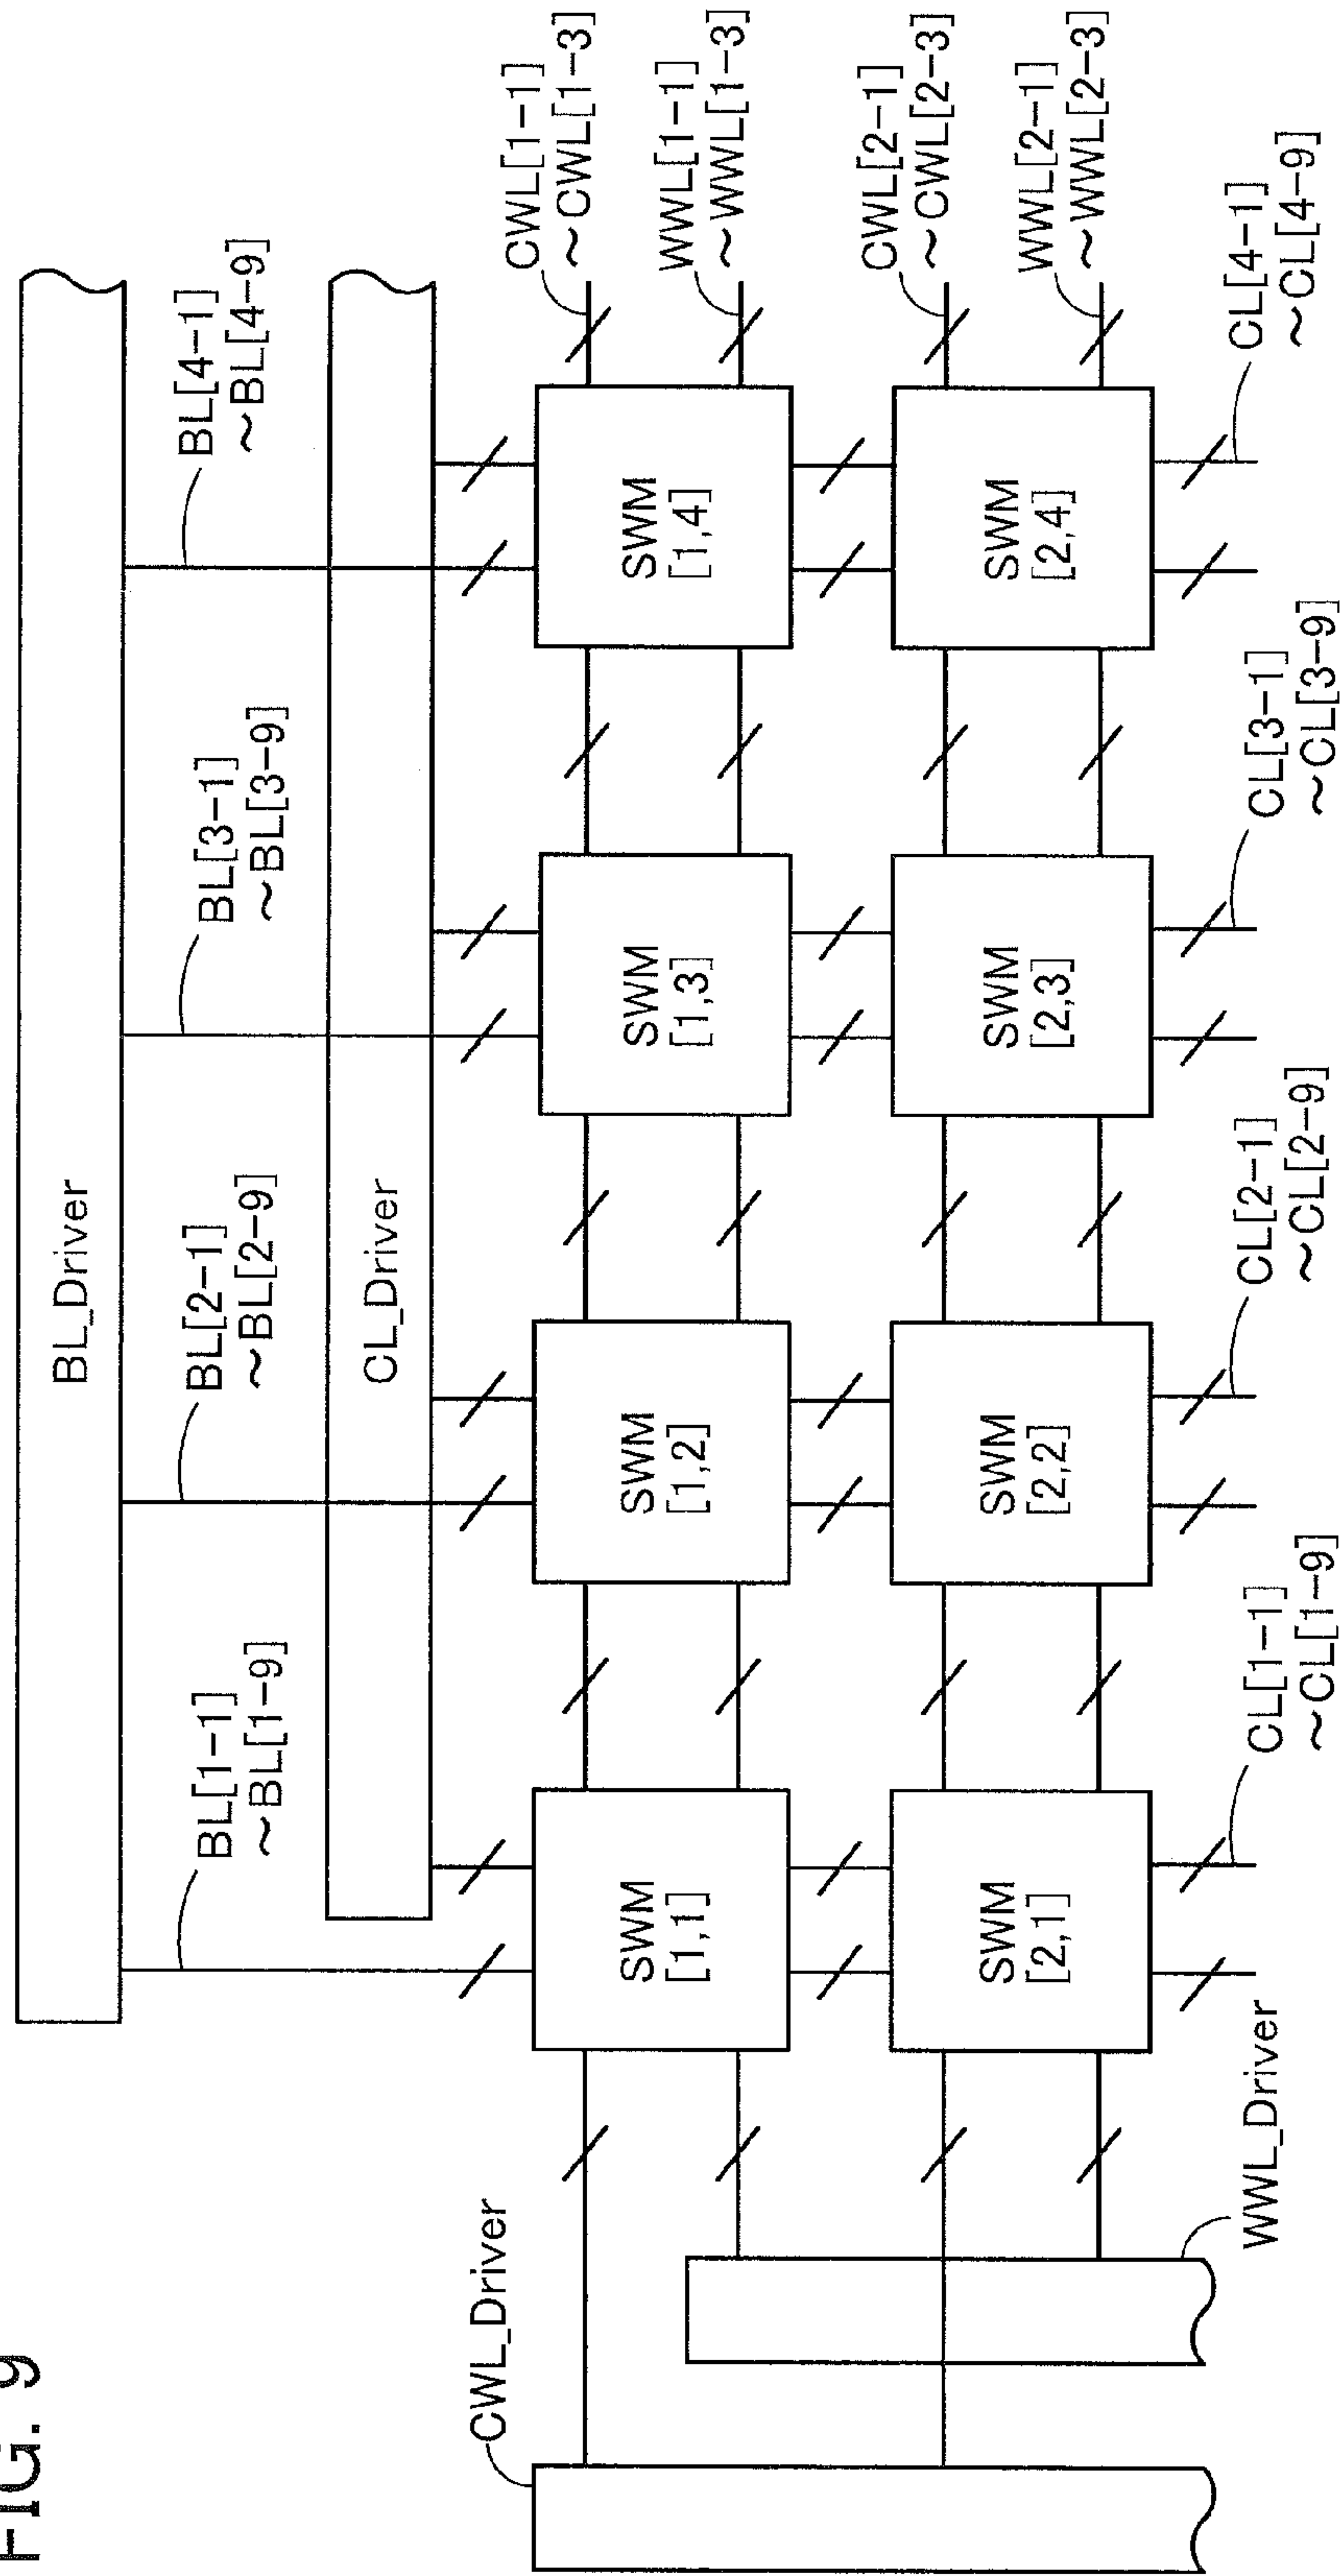 FIG. 9
BL_Driver
BL[1-1]
~BL[1-9]
BL[2-1]
~BL[2-9]
BL[3-1]
~BL[3-9]
BL[4-1]
~BL[4-9]
CL_Driver
CWL_Driver
CWL[1-1]
~CWL[1-3]
SWM
[1,1]
SWM
[1,2]
SWM
[1,3]
SWM
[1,4]
WWL[1-1]
~WWL[1-3]
CWL[2-1]
~CWL[2-3]
SWM
[2,1]
SWM
[2,2]
SWM
[2,3]
SWM
[2,4]
WWL[2-1]
~WWL[2-3]
WWL_Driver
CL[1-1]
~CL[1-9]
CL[2-1]
~CL[2-9]
CL[3-1]
~CL[3-9]
CL[4-1]
~CL[4-9]